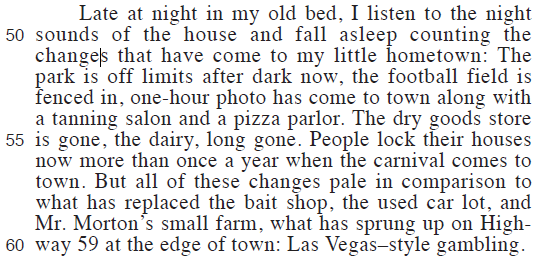 Late at night in my old bed, I listen to the night
50 sounds of the house and fall asleep counting the
changes that have come to my little hometown: The
park is off limits after dark now, the football field is
fenced in, one-hour photo has come to town along with
a tanning salon and a pizza parlor. The dry goods store
55 is gone, the dairy, long gone. People lock their houses
now more than once a year when the carnival comes to
town. But all of these changes pale in comparison to
what has replaced the bait shop, the used car lot, and
Mr. Morton's small farm, what has sprung up on High-
60 way 59 at the edge of town: Las Vegas–style gambling.